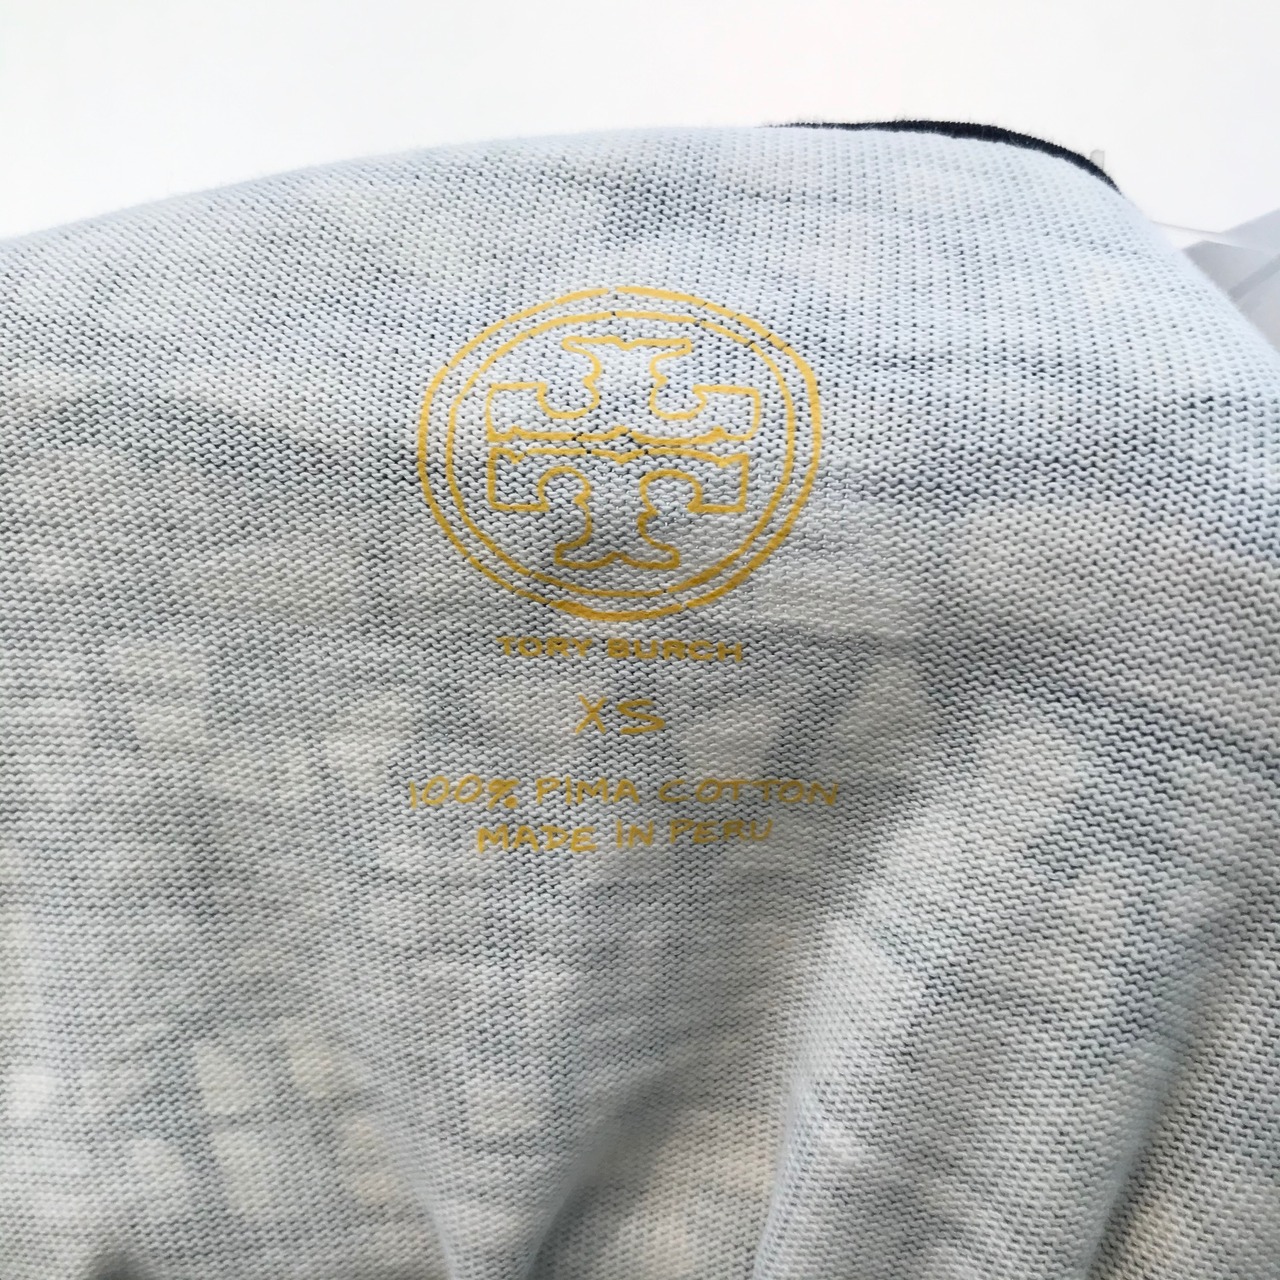 TORY BURCH
XS
100% PIMA COTTON
MADE IN PERU